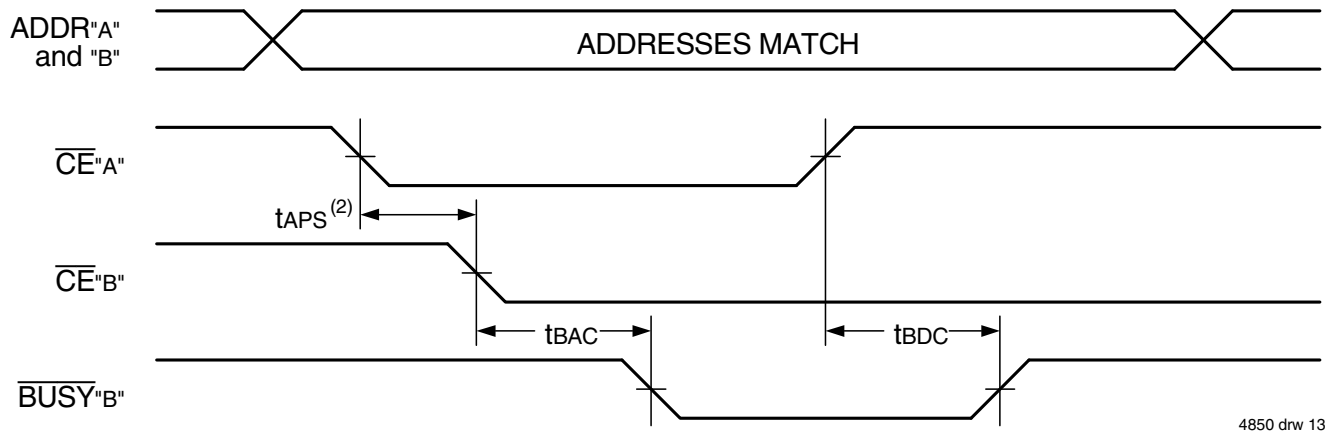 ADDR"A"
and "B"
ADDRESSES MATCH
CE"A"
tAPS (2)
CE"B"
tBAC
tBDC
BUSY"B"
4850 drw 13